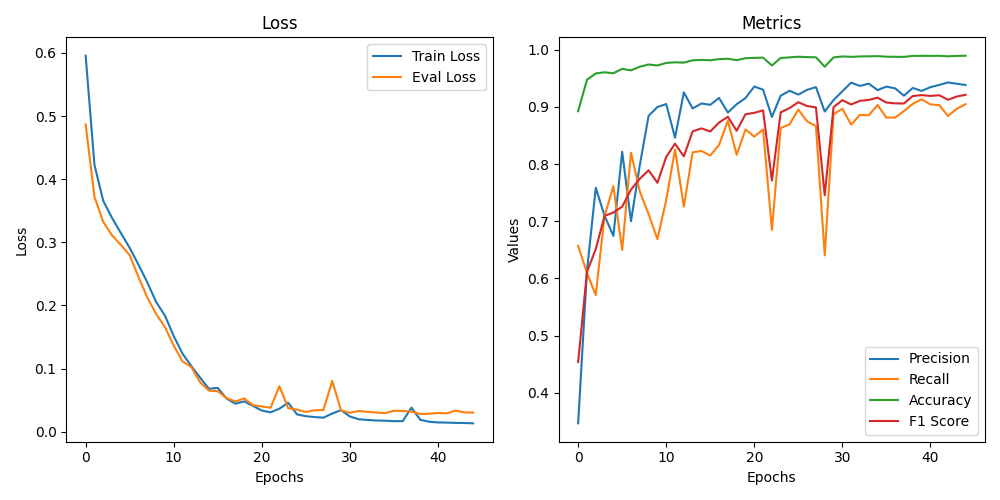 Loss
Train Loss
Eval Loss
0.6
0.5
0.4
0.3
0.2
0.1
0.0
Loss
0 10 20 30 40
Epochs
Metrics
1.0
0.9
0.8
0.7
0.6
0.5
0.4
Values
Precision
Recall
Accuracy
F1 Score
0 10 20 30 40
Epochs